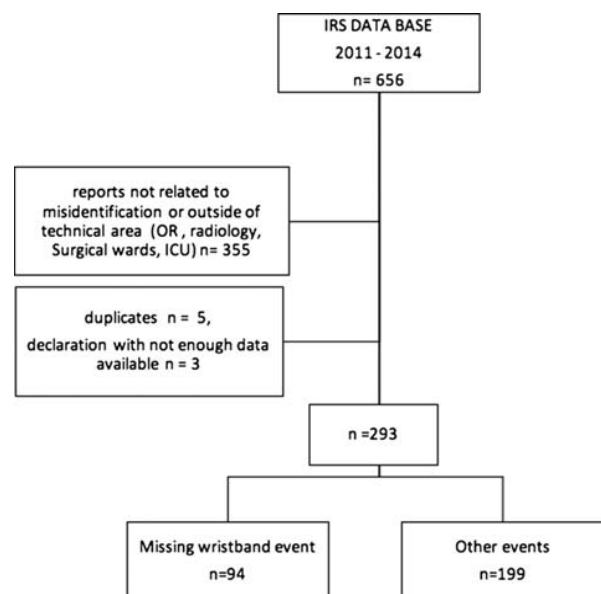 IRS DATA BASE
2011 - 2014
n= 656
reports not related to
misidentification or outside of
technical area (OR , radiology,
Surgical wards, ICU) n= 355
duplicates n = 5,
declaration with not enough data
available n = 3
n =293
Missing wristband event
n=94
Other events
n=199